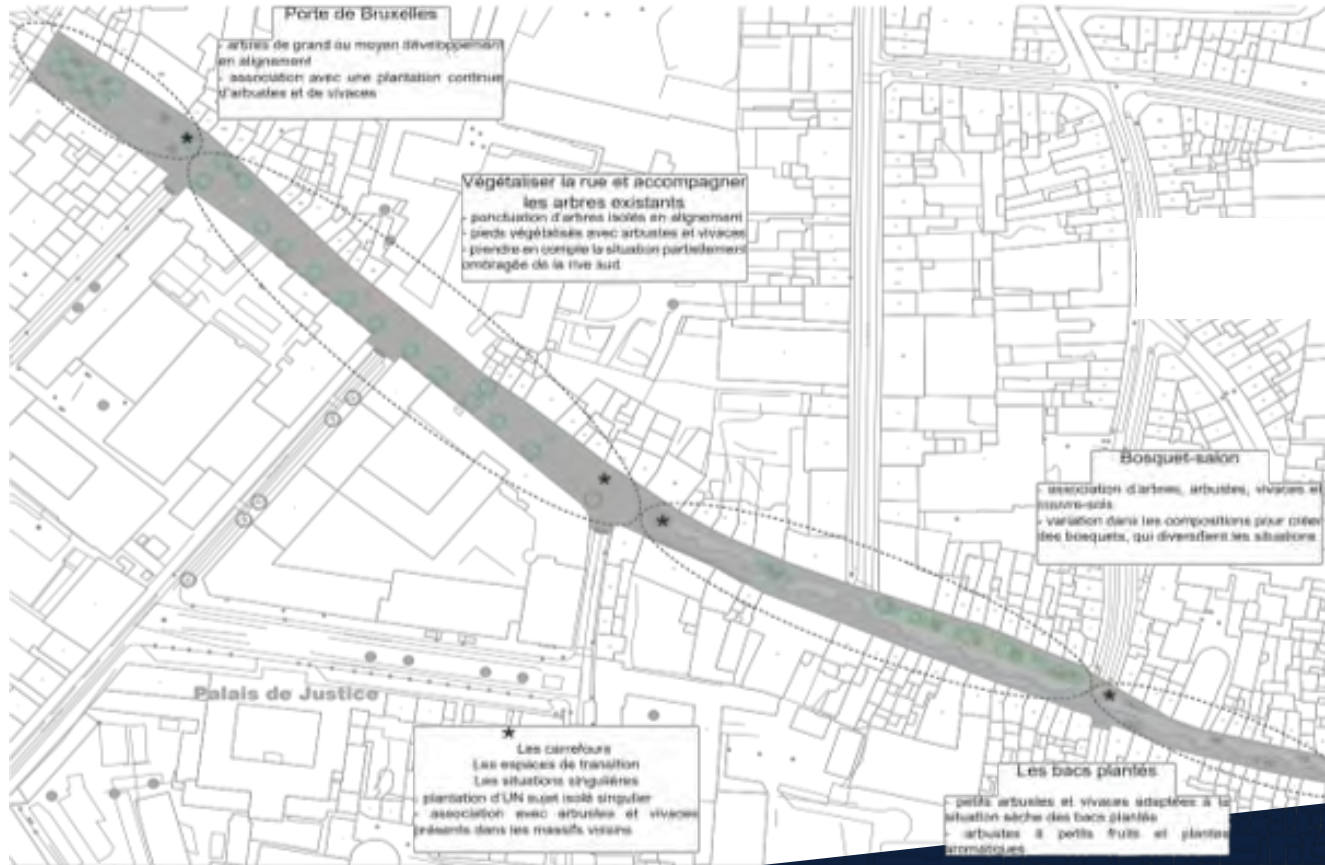 Porte de Bruxelles
- arbres de grand ou moyen développement
en alignement
- association avec une plantation continue
d'arbustes et de vivaces
Végétaliser la rue et accompagner
les arbres existants
- ponctuation d'arbres isolés en alignement
- pieds végétalisés avec arbustes et vivaces
- prendre en compte la situation partiellement
ombragée de la rive sud
Bosquet-salon
- association d'arbres, arbustes, vivaces et
couvre-sols
- variation dans les compositions pour créer
des bosquets, qui diversifient les situations
Palais de Justice
Les carrefours
Les espaces de transition
Les situations singulières
- plantation d'UN sujet isolé singulier
- association avec arbustes et vivaces
présents dans les massifs voisins
Les bacs plantés
- petits arbustes et vivaces adaptées à la
situation sèche des bacs plantés
- arbustes à petits fruits et plantes
aromatiques